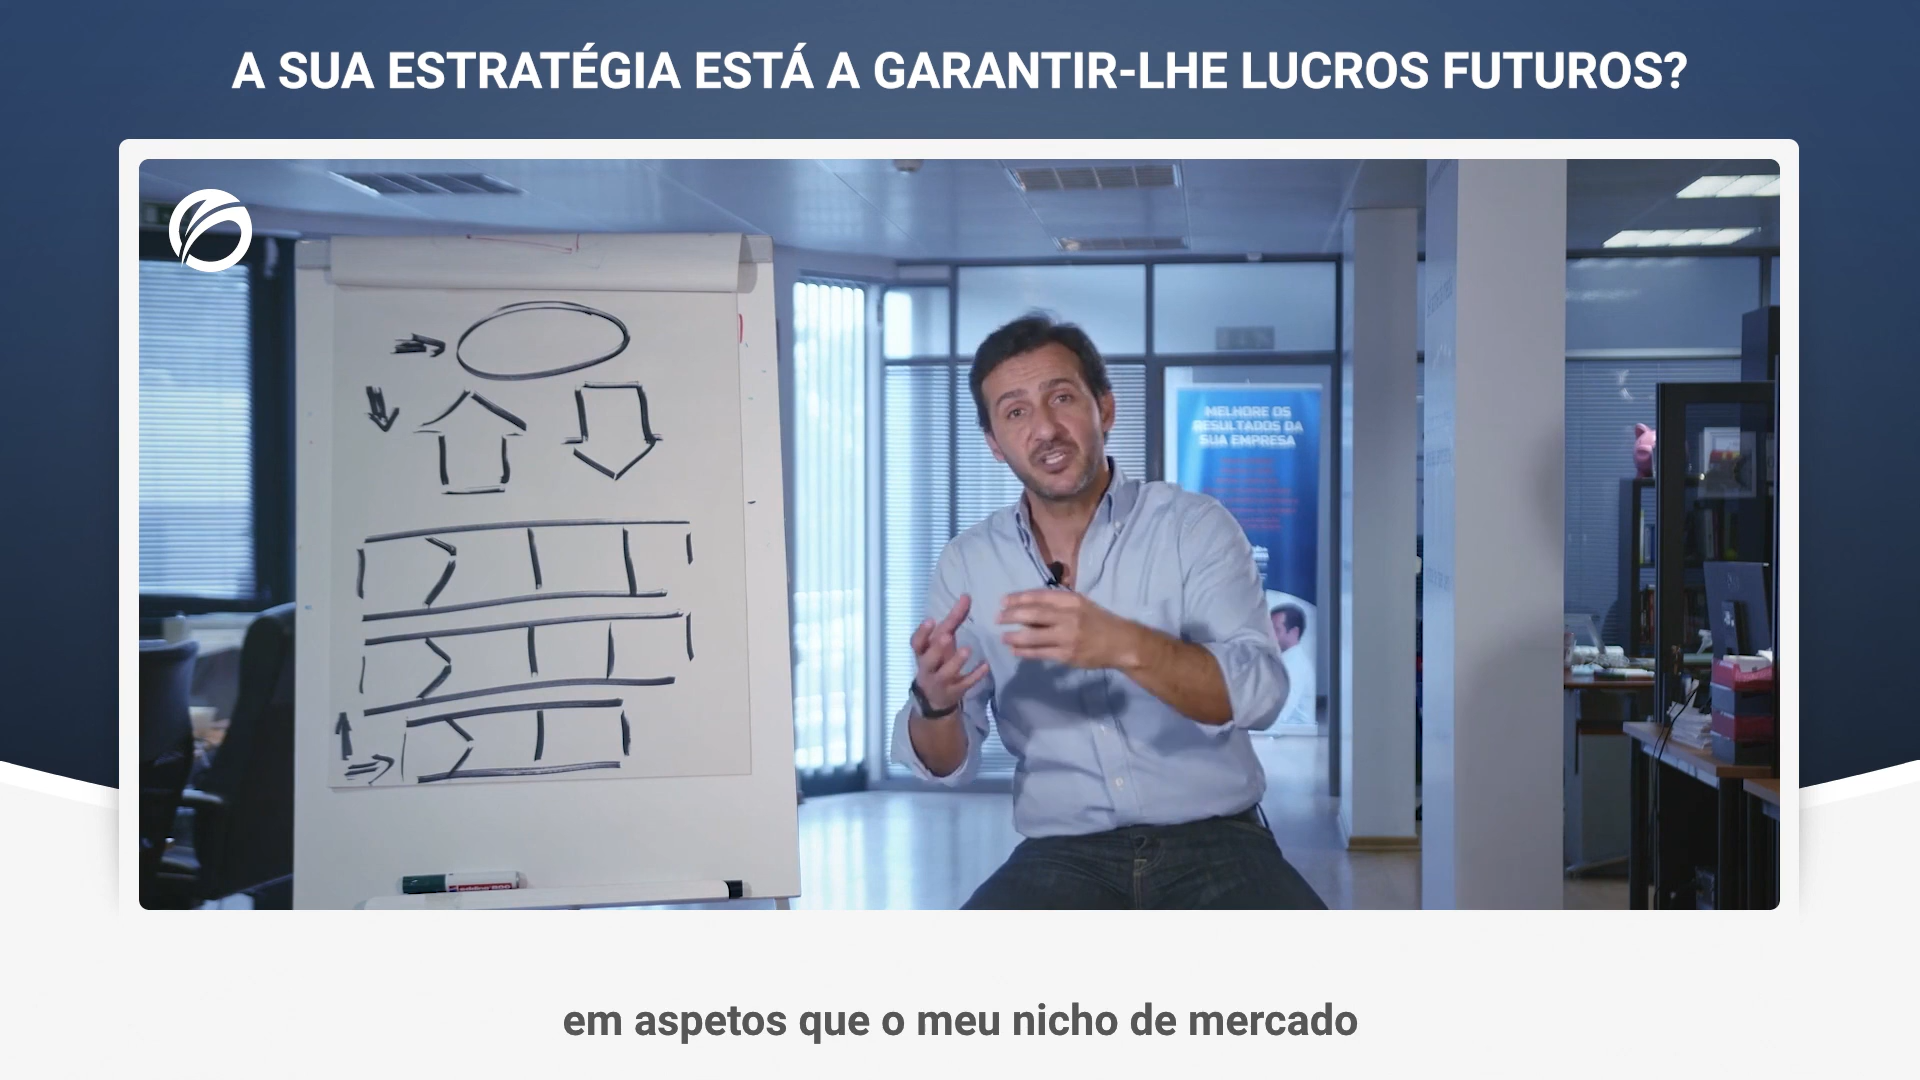 A SUA ESTRATÉGIA ESTÁ A GARANTIR-LHE LUCROS FUTUROS?
MELHORE OS
RESULTADOS DA
SUA EMPRESA
em aspetos que o meu nicho de mercado